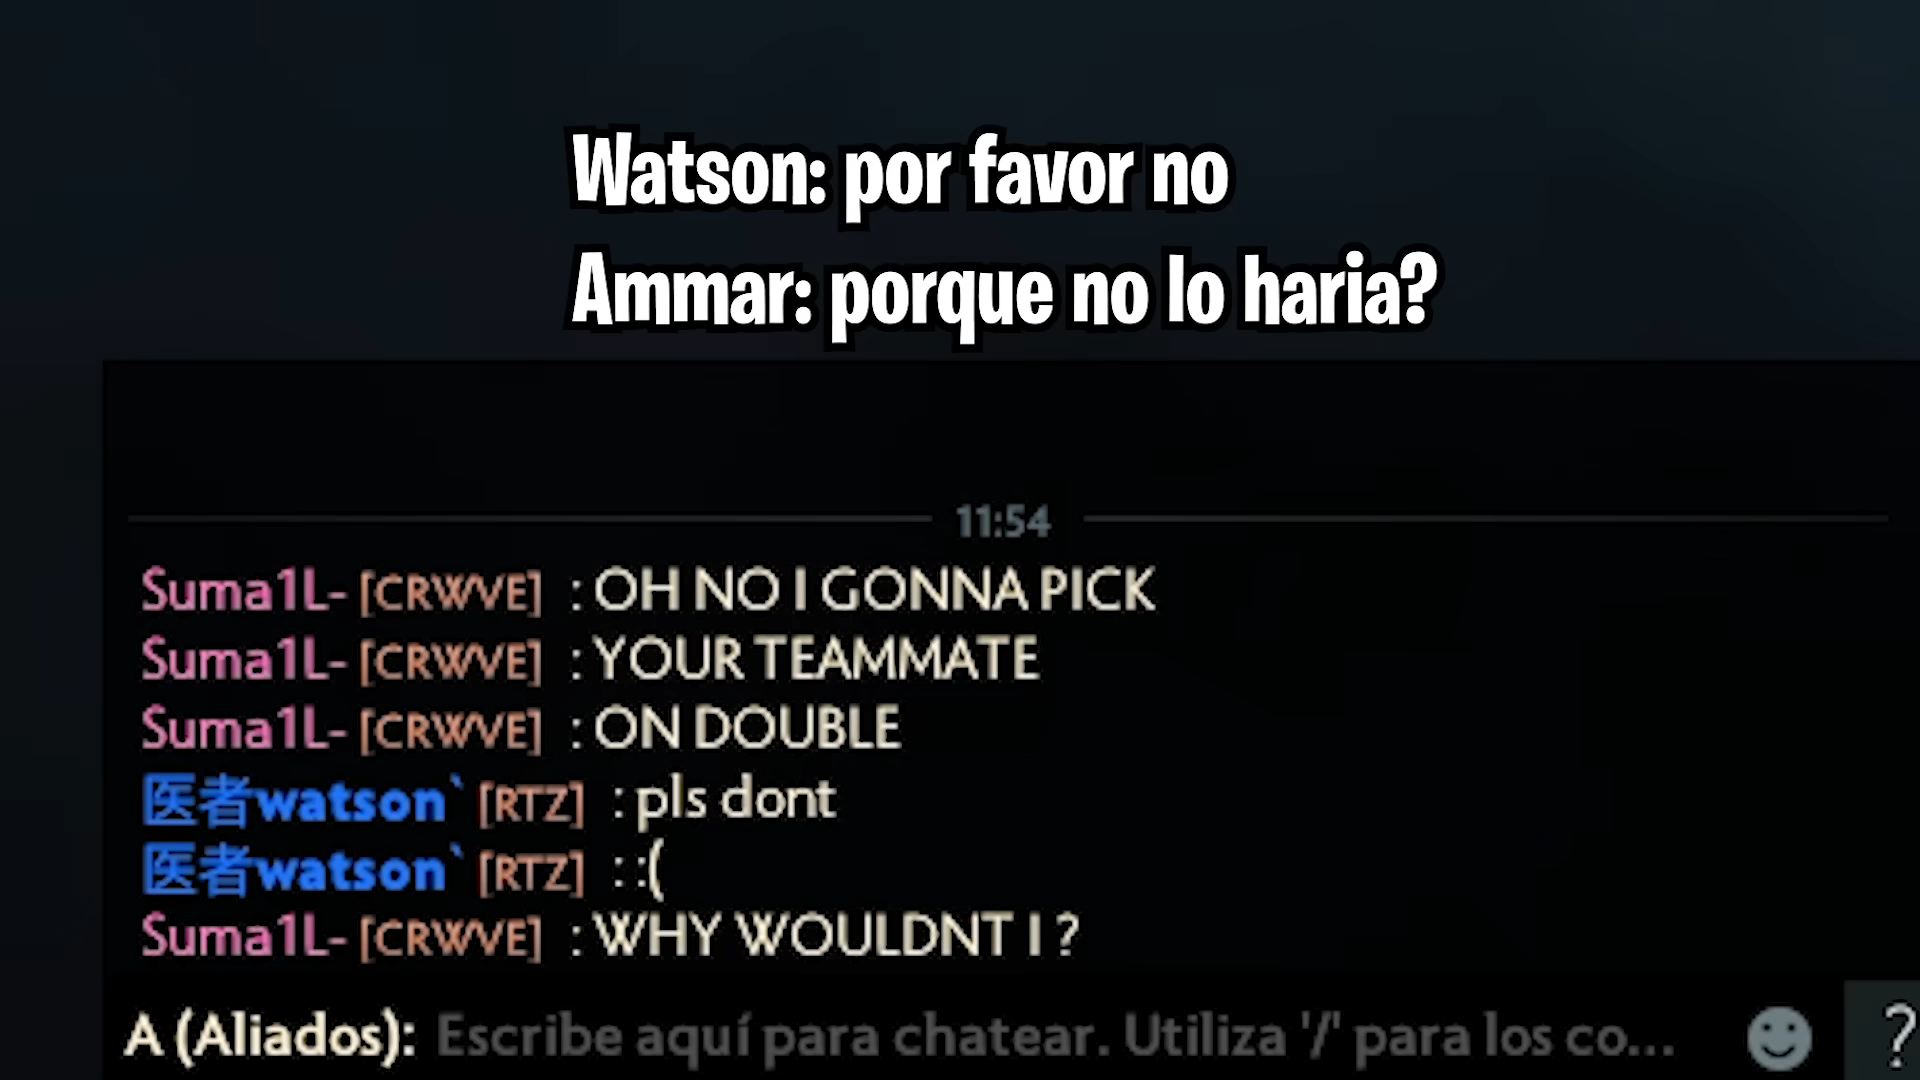 Watson: por favor no
Ammar: porque no lo haria?
11:54
Suma1L- [CRWVE] : OH NO I GONNA PICK
Suma1L- [CRWVE] : YOUR TEAMMATE
Suma1L- [CRWVE] : ON DOUBLE
医者watson` [RTZ] : pls dont
医者watson` [RTZ] : :(
Suma1L- [CRWVE] : WHY WOULDNT I ?
A (Aliados): Escribe aquí para chatear. Utiliza '/' para los co...
?